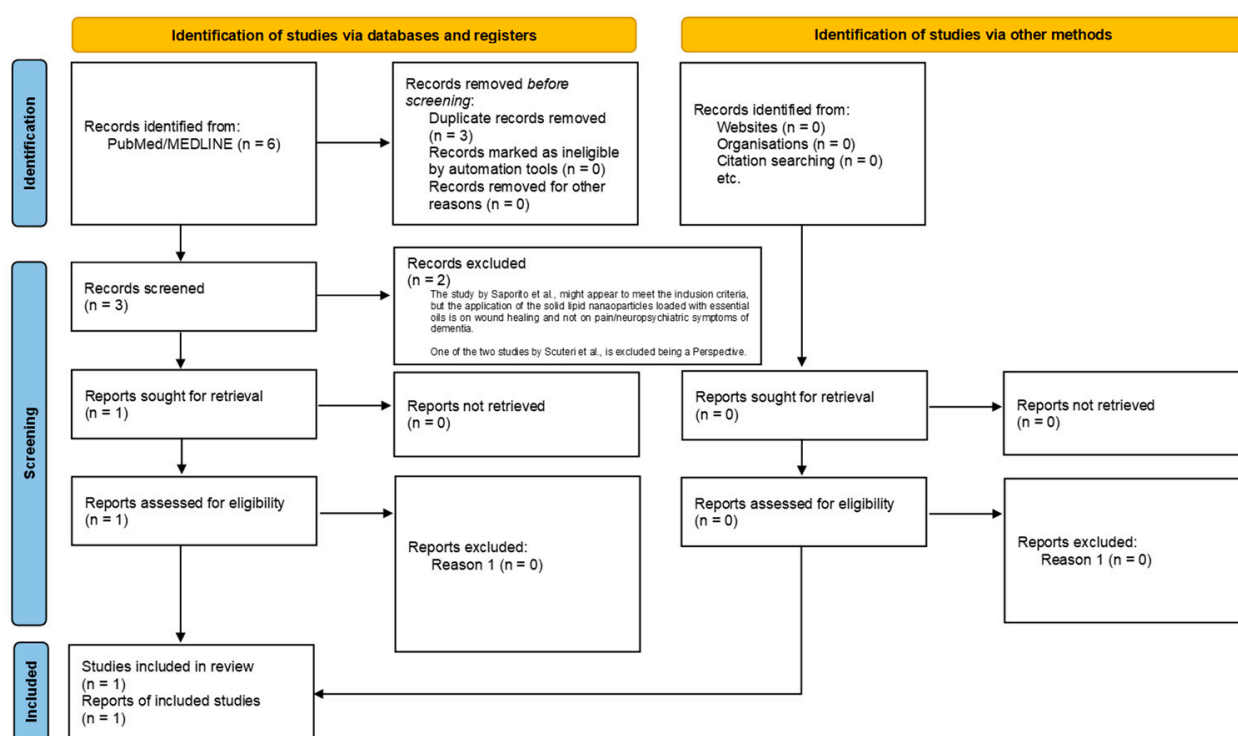 Identification of studies via databases and registers
Identification of studies via other methods
Identification
Records identified from:
PubMed/MEDLINE (n = 6)
Records removed before
screening:
Duplicate records removed
(n = 3)
Records marked as ineligible
by automation tools (n = 0)
Records removed for other
reasons (n = 0)
Records identified from:
Websites (n = 0)
Organisations (n = 0)
Citation searching (n = 0)
etc.
Screening
Records screened
(n = 3)
Records excluded
(n = 2)
The study by Saporito et al., might appear to meet the inclusion criteria,
but the application of the solid lipid nanaoparticles loaded with essential
oils is on wound healing and not on pain/neuropsychiatric symptoms of
dementia.
One of the two studies by Scuteri et al., is excluded being a Perspective.
Reports sought for retrieval
(n = 1)
Reports not retrieved
(n = 0)
Reports sought for retrieval
(n = 0)
Reports not retrieved
(n = 0)
Reports assessed for eligibility
(n = 1)
Reports excluded:
Reason 1 (n = 0)
Reports assessed for eligibility
(n = 0)
Reports excluded:
Reason 1 (n = 0)
Included
Studies included in review
(n = 1)
Reports of included studies
(n = 1)